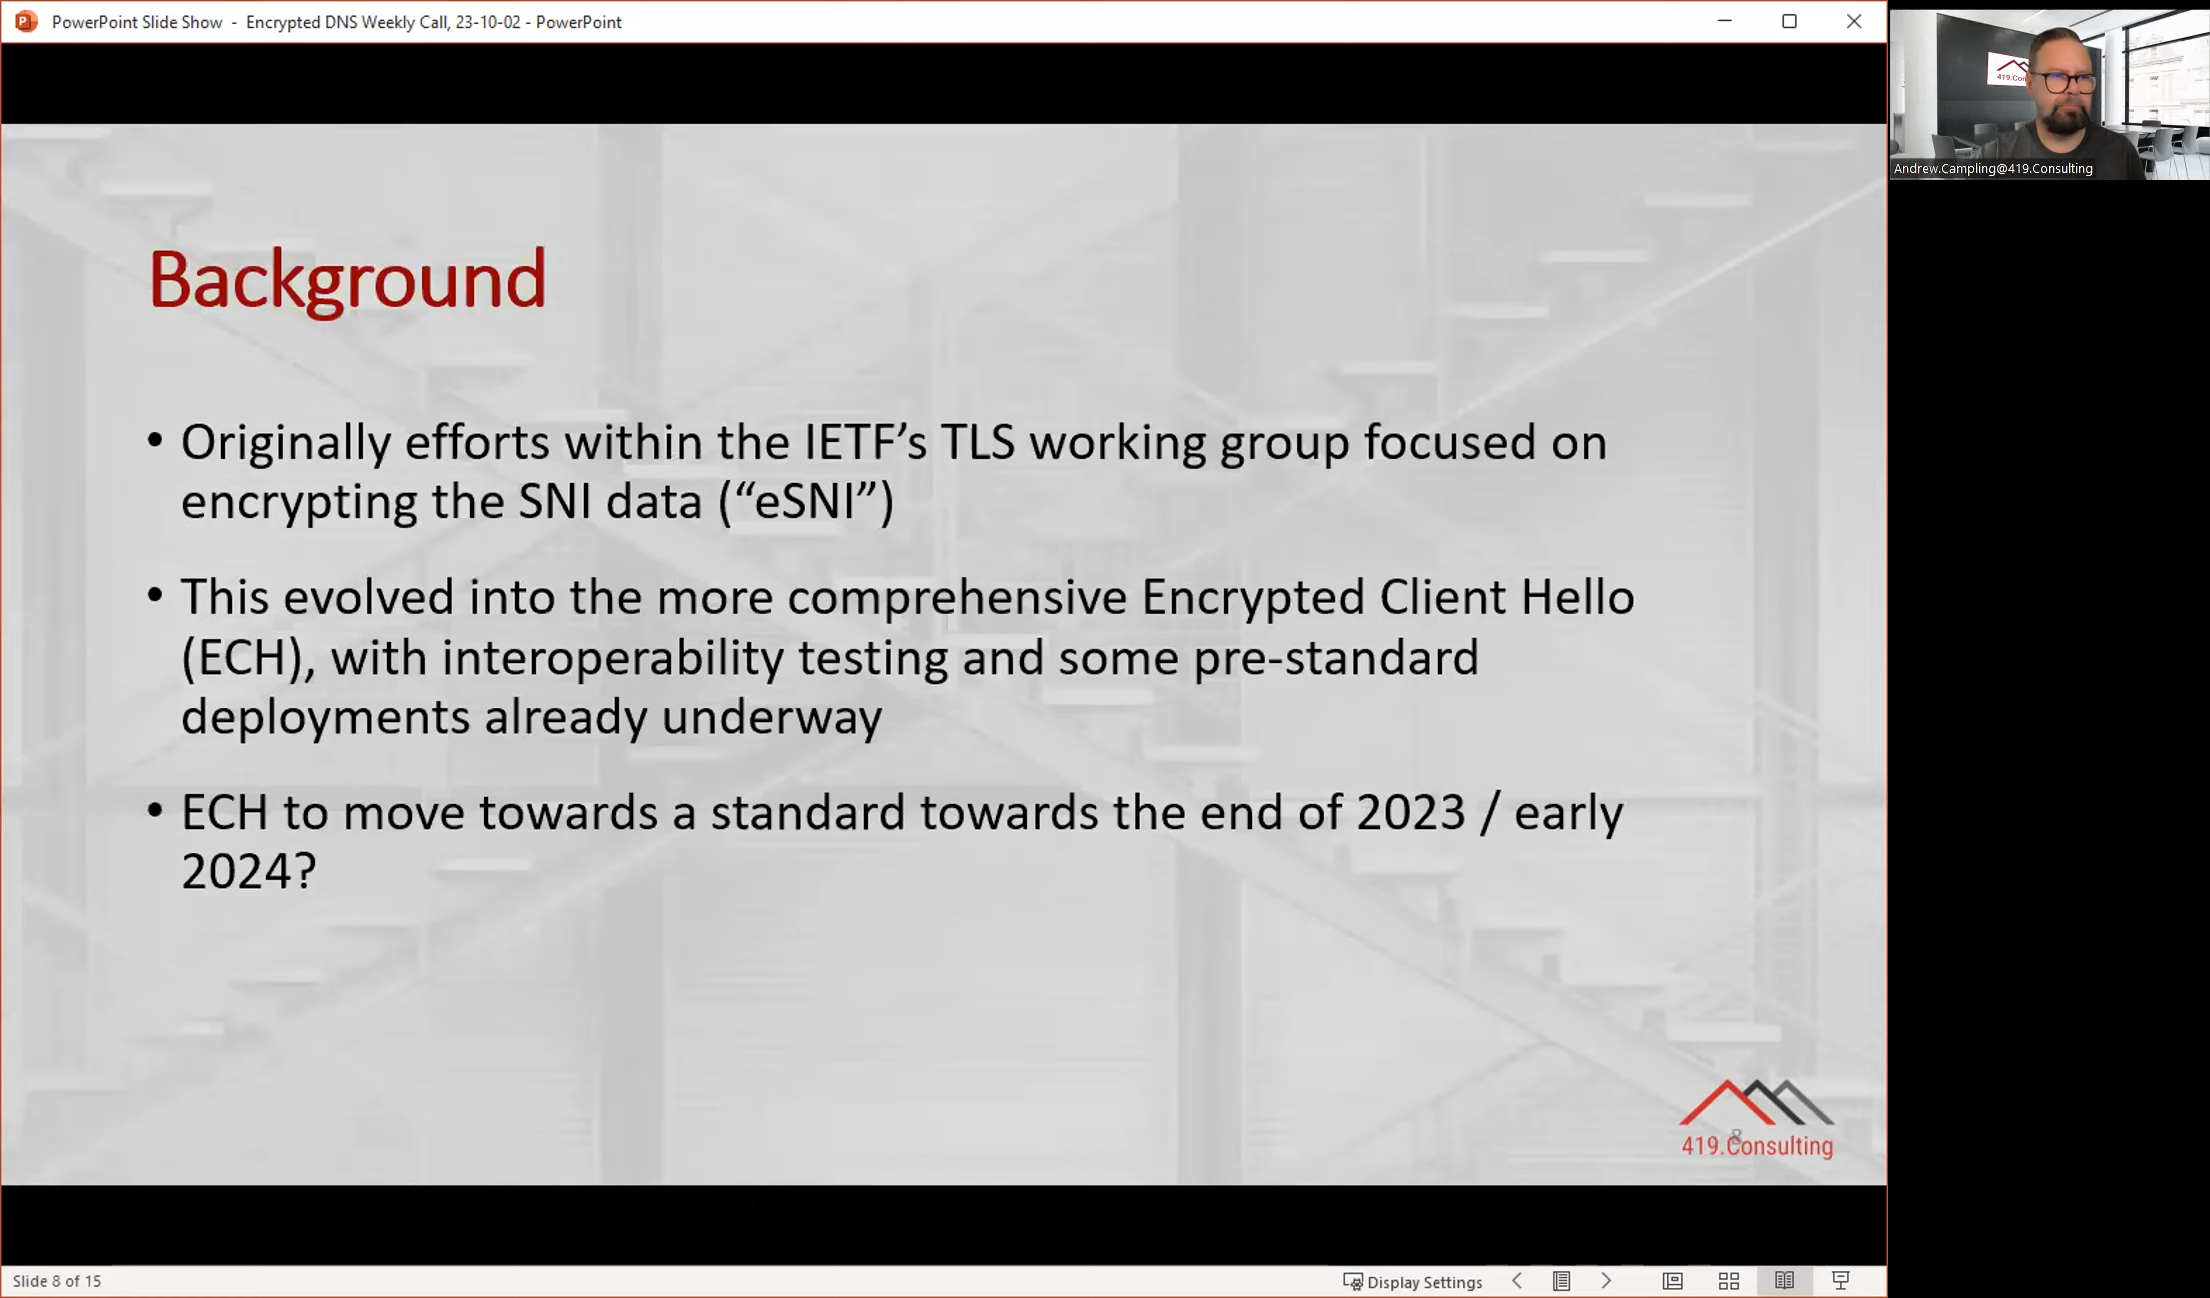 PowerPoint Slide Show - Encrypted DNS Weekly Call, 23-10-02 - PowerPoint
419.Con
Andrew.Campling@419.Consulting
Background
• Originally efforts within the IETF’s TLS working group focused on
encrypting the SNI data (“eSNI”)
• This evolved into the more comprehensive Encrypted Client Hello
(ECH), with interoperability testing and some pre-standard
deployments already underway
• ECH to move towards a standard towards the end of 2023 / early
2024?
8
419.Consulting
Slide 8 of 15
Display Settings